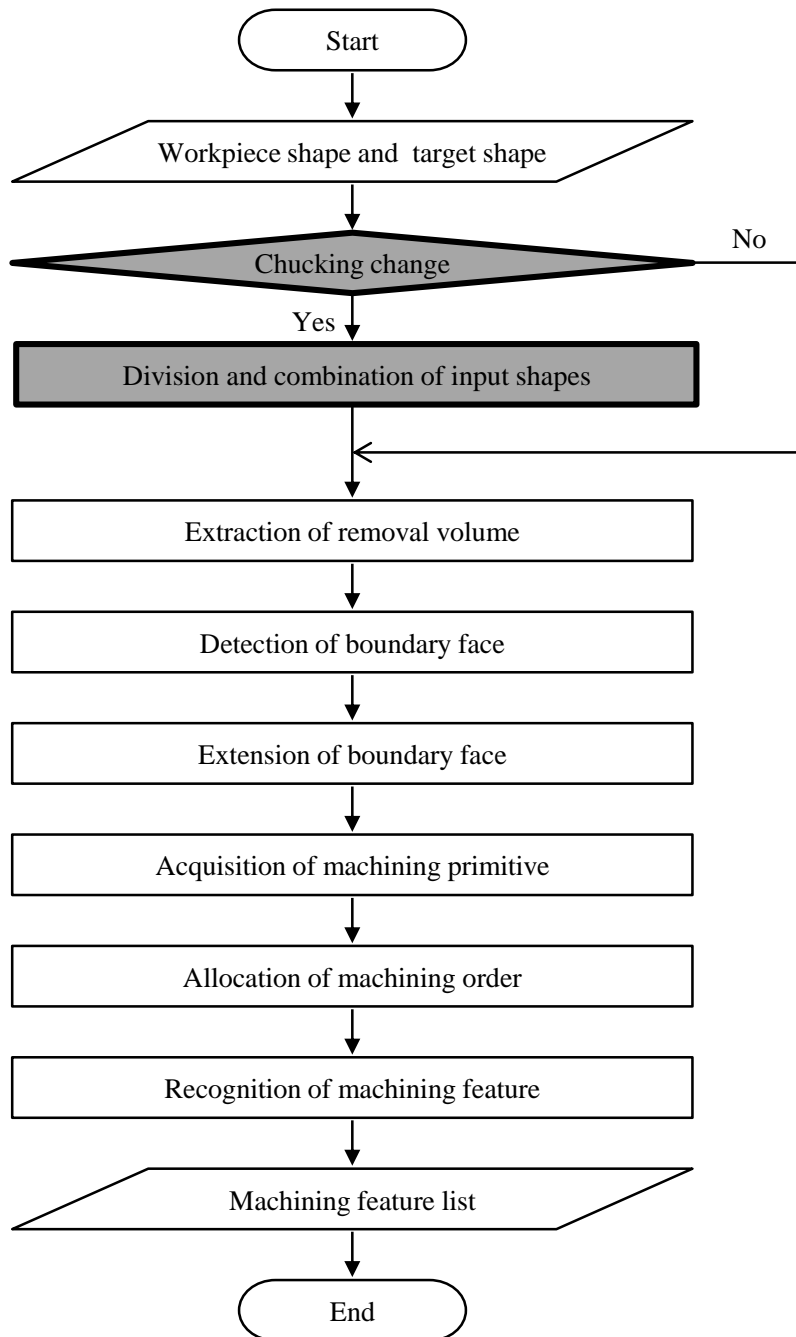 Start
Workpiece shape and target shape
Chucking change
No
Yes
Division and combination of input shapes
Extraction of removal volume
Detection of boundary face
Extension of boundary face
Acquisition of machining primitive
Allocation of machining order
Recognition of machining feature
Machining feature list
End